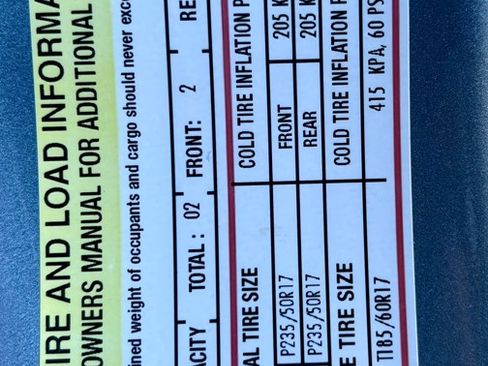 IRE AND LOAD INFORMA
OWNERS MANUAL FOR ADDITIONAL
ined weight of occupants and cargo should never exce
ACITY TOTAL: 02 FRONT: 2 RE
AL TIRE SIZE COLD TIRE INFLATION P
P235/50R17 FRONT 205 K
P235/50R17 REAR 205 K
E TIRE SIZE COLD TIRE INFLATION P
T185/60R17 415 KPA, 60 PS